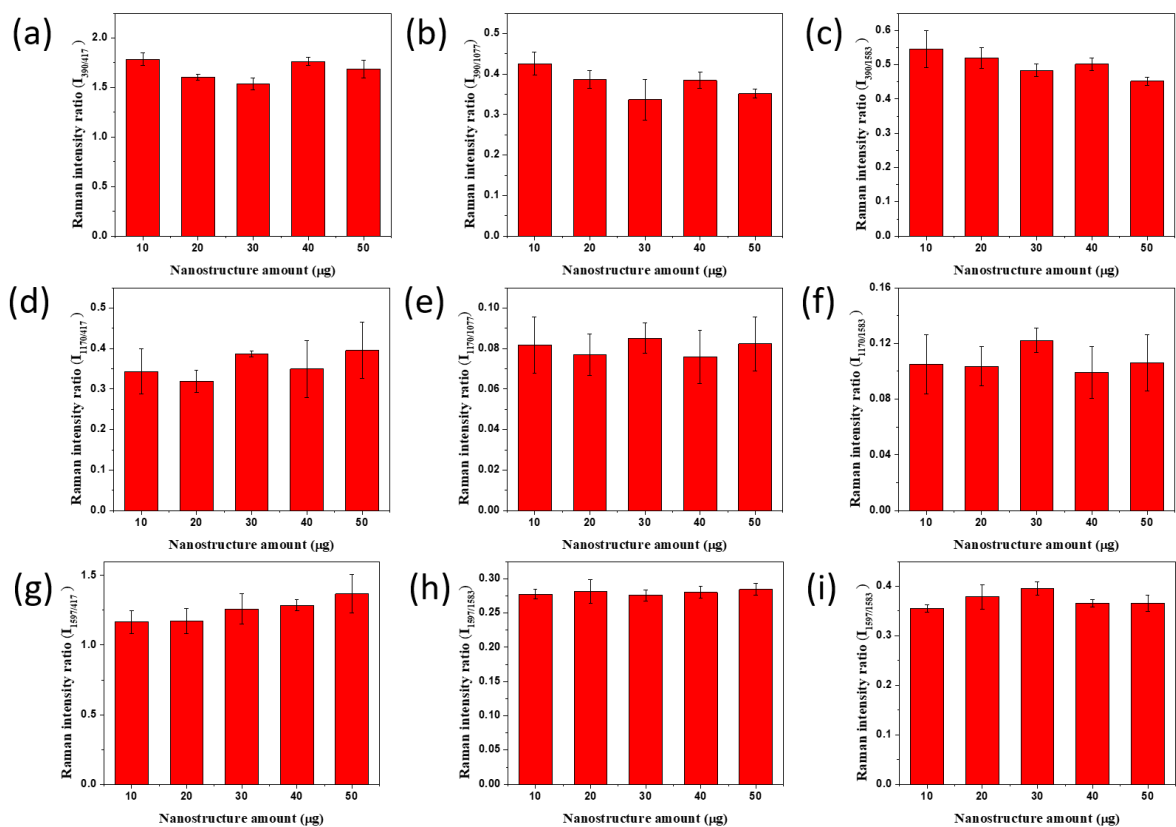 (a)
Raman intensity ratio (I390/417)
2.0
1.5
1.0
0.5
0.0
10 20 30 40 50
Nanostructure amount (μg)
(b)
Raman intensity ratio (I390/1077)
0.5
0.4
0.3
0.2
0.1
0.0
10 20 30 40 50
Nanostructure amount (μg)
(c)
Raman intensity ratio (I390/1583)
0.6
0.5
0.4
0.3
0.2
0.1
0.0
10 20 30 40 50
Nanostructure amount (μg)
(d)
Raman intensity ratio (I1170/417)
0.5
0.4
0.3
0.2
0.1
0.0
10 20 30 40 50
Nanostructure amount (μg)
(e)
Raman intensity ratio (I1170/1077)
0.10
0.08
0.06
0.04
0.02
0.00
10 20 30 40 50
Nanostructure amount (μg)
(f)
Raman intensity ratio (I1170/1583)
0.16
0.12
0.08
0.04
0.00
10 20 30 40 50
Nanostructure amount (μg)
(g)
Raman intensity ratio (I1597/417)
1.5
1.0
0.5
0.0
10 20 30 40 50
Nanostructure amount (μg)
(h)
Raman intensity ratio (I1597/1583)
0.30
0.25
0.20
0.15
0.10
0.05
0.00
10 20 30 40 50
Nanostructure amount (μg)
(i)
Raman intensity ratio (I1597/1583)
0.4
0.3
0.2
0.1
0.0
10 20 30 40 50
Nanostructure amount (μg)